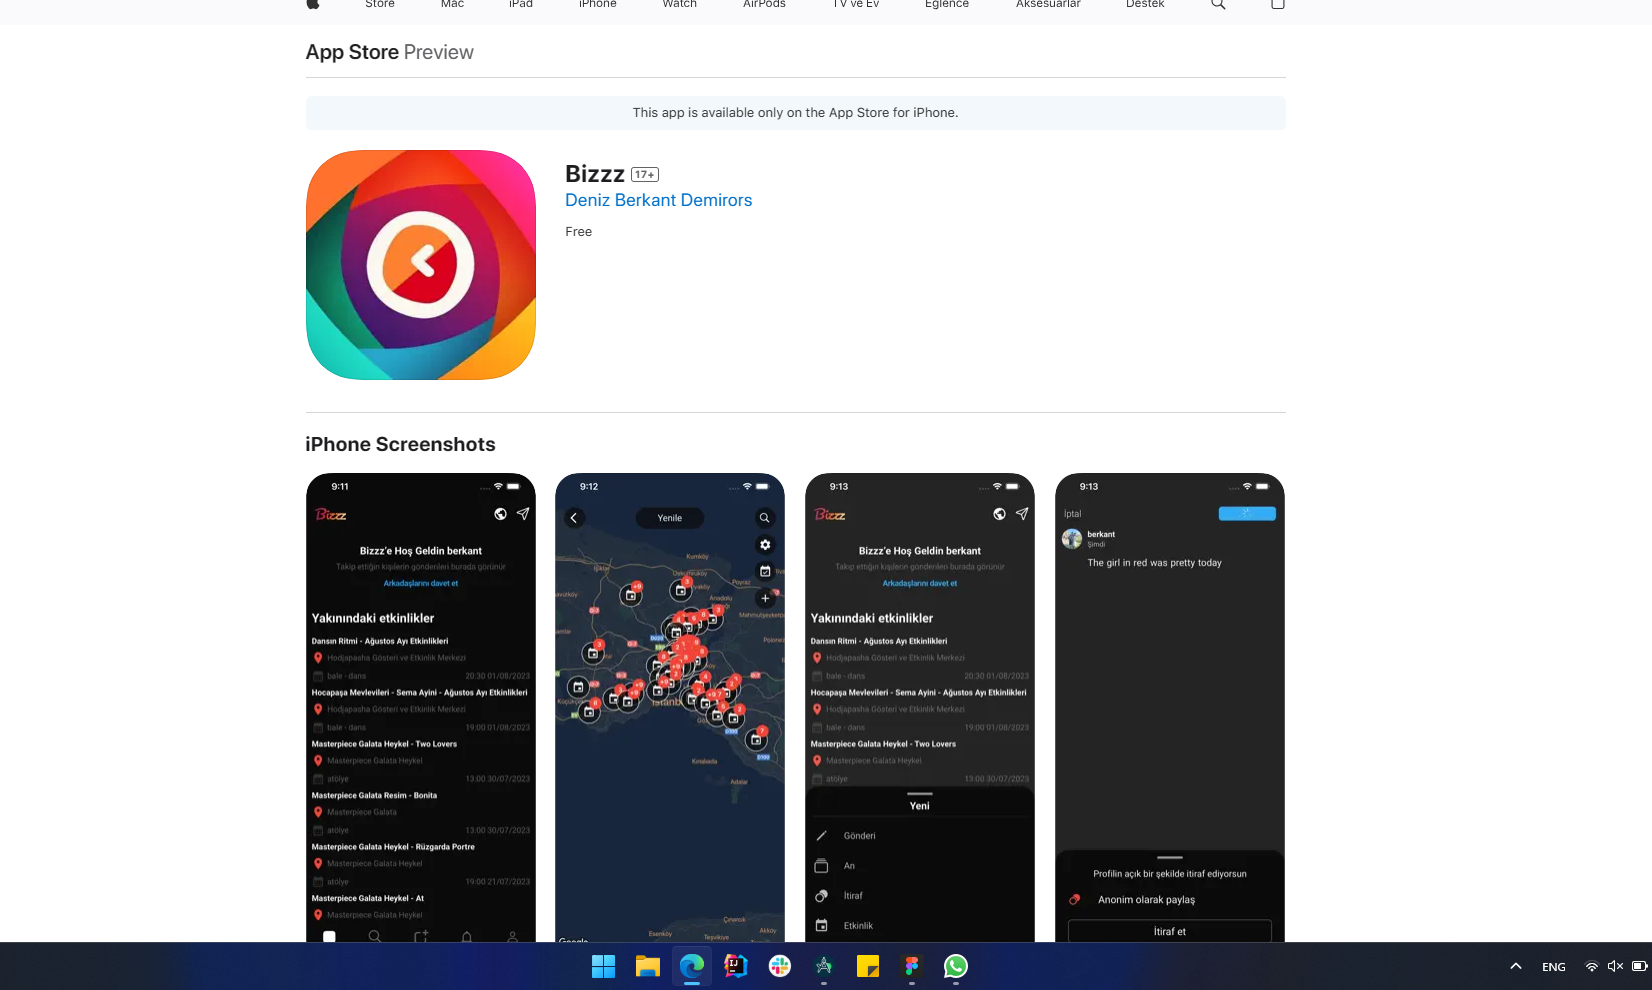 Store Mac iPad iPhone Watch AirPods TV ve Ev Eğlence Aksesuarlar Destek
App Store Preview
This app is available only on the App Store for iPhone.
Bizzz 17+
Deniz Berkant Demirors
Free
iPhone Screenshots
9:11
Bizzz
Bizzz'e Hoş Geldin berkant
Takip ettiğin kişilerin gönderileri burada görünür
Arkadaşlarını davet et
Yakınındaki etkinlikler
Dansın Ritmi - Ağustos Ayı Etkinlikleri
Hodjapasha Gösteri ve Etkinlik Merkezi
bale - dans 20:30 01/08/2023
Hocapaşa Mevlevileri - Sema Ayini - Ağustos Ayı Etkinlikleri
Hodjapasha Gösteri ve Etkinlik Merkezi
bale - dans 19:00 01/08/2023
Masterpiece Galata Heykel - Two Lovers
Masterpiece Galata Heykel
atölye 13:00 30/07/2023
Masterpiece Galata Resim - Bonita
Masterpiece Galata
atölye 13:00 30/07/2023
Masterpiece Galata Heykel - Rüzgarda Portre
Masterpiece Galata Heykel
atölye 19:00 21/07/2023
Masterpiece Galata Heykel - At
Masterpiece Galata Heykel
9:12
Yenile
Kumköy
Poyraz
Anadolu
Kınalıada
Adalar
Çınarcık
Esenköy
Teşvikiye
Akköy
Google
9:13
Bizzz
Bizzz'e Hoş Geldin berkant
Takip ettiğin kişilerin gönderileri burada görünür
Arkadaşlarını davet et
Yakınındaki etkinlikler
Dansın Ritmi - Ağustos Ayı Etkinlikleri
Hodjapasha Gösteri ve Etkinlik Merkezi
bale - dans 20:30 01/08/2023
Hocapaşa Mevlevileri - Sema Ayini - Ağustos Ayı Etkinlikleri
Hodjapasha Gösteri ve Etkinlik Merkezi
bale - dans 19:00 01/08/2023
Masterpiece Galata Heykel - Two Lovers
Masterpiece Galata Heykel
atölye 13:00 30/07/2023
Yeni
Gönderi
An
İtiraf
Etkinlik
9:13
İptal
berkant
Şimdi
The girl in red was pretty today
Profilin açık bir şekilde itiraf ediyorsun
Anonim olarak paylaş
İtiraf et
ENG